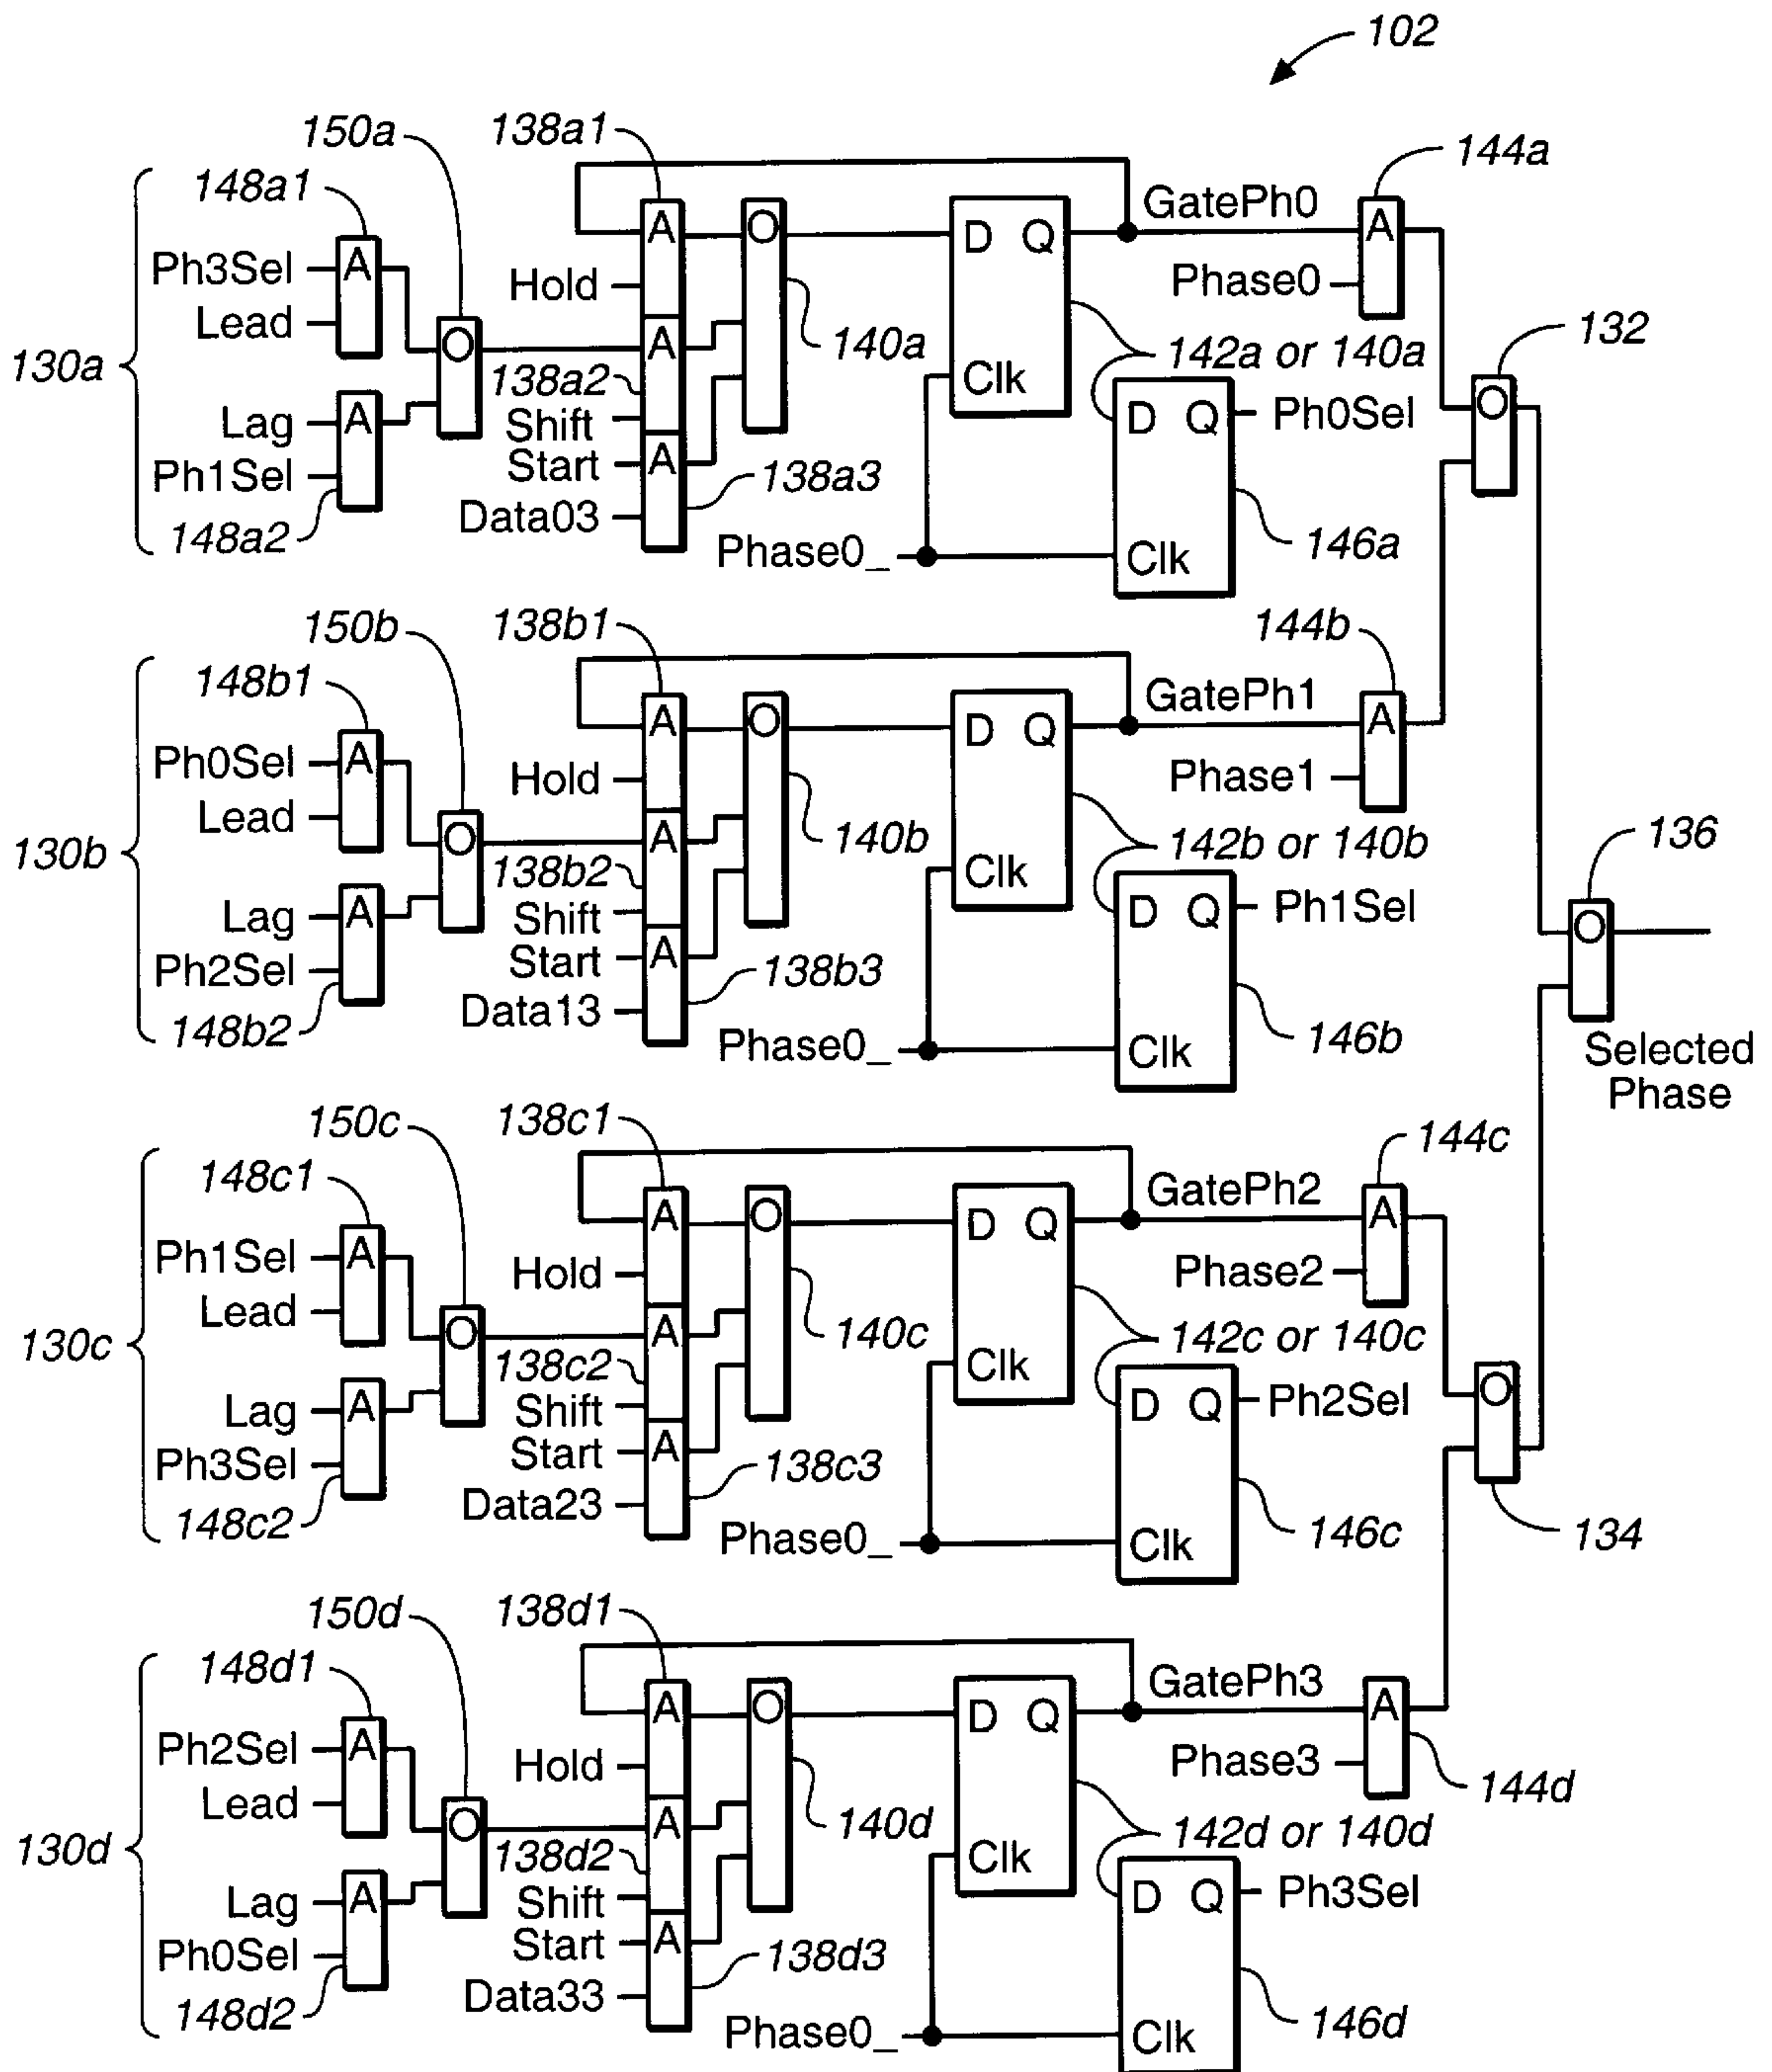 102
150a
138a1
144a
148a1
A
O
GatePh0
A
Ph3Sel
A
D Q
Phase0
Lead
Hold
132
O
A
140a
142a or 140a
O
130a
138a2
Clk
Lag
A
Shift
D Q
Ph0Sel
Ph1Sel
Start
A
138a3
148a2
Data03
Phase0_
Clk
146a
150b
138b1
144b
148b1
A
O
GatePh1
A
Ph0Sel
A
D Q
Phase1
Lead
Hold
136
O
A
140b
142b or 140b
130b
138b2
Clk
Lag
A
Shift
D Q
Ph1Sel
O
Ph2Sel
Start
A
138b3
148b2
Data13
Phase0_
Clk
146b
Selected
Phase
150c
138c1
144c
148c1
A
O
GatePh2
A
Ph1Sel
A
D Q
Phase2
Lead
Hold
O
A
140c
142c or 140c
130c
138c2
Clk
O
Lag
A
Shift
D Q
Ph2Sel
Ph3Sel
Start
A
138c3
148c2
Data23
Phase0_
Clk
146c
134
150d
138d1
148d1
A
O
GatePh3
A
Ph2Sel
A
D Q
Phase3
Lead
Hold
144d
O
A
140d
142d or 140d
130d
138d2
Clk
Lag
A
Shift
D Q
Ph3Sel
Ph0Sel
Start
A
138d3
148d2
Data33
Phase0_
Clk
146d